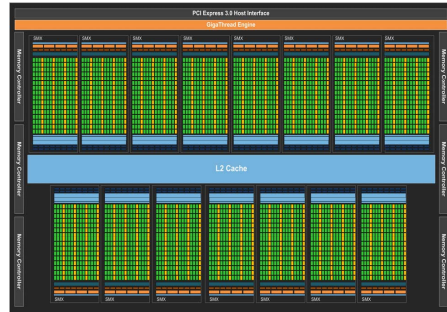 PCI Express 3.0 Host Interface
GigaThread Engine
SMX
SMX
SMX
SMX
SMX
SMX
SMX
SMX
Memory Controller
Memory Controller
Memory Controller
Memory Controller
Memory Controller
Memory Controller
L2 Cache
SMX
SMX
SMX
SMX
SMX
SMX
SMX